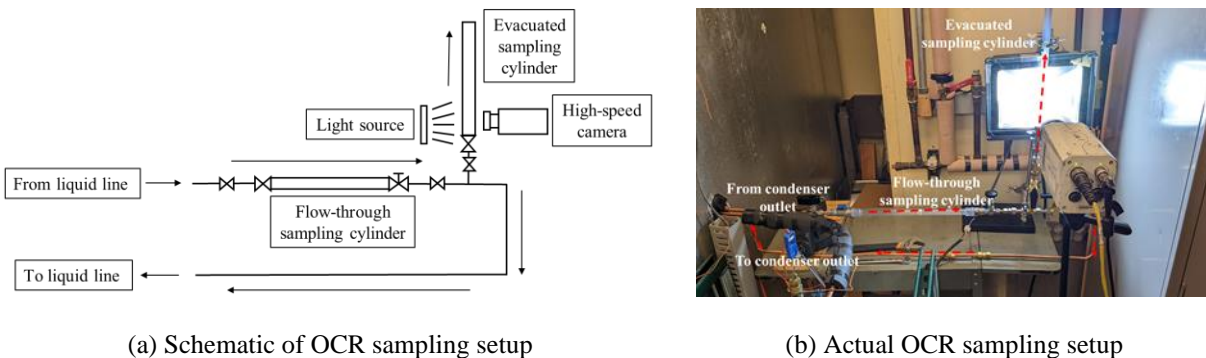 Evacuated
sampling
cylinder
Light source
High-speed
camera
From liquid line
Flow-through
sampling cylinder
To liquid line
(a) Schematic of OCR sampling setup
Evacuated
sampling cylinder
From condenser
outlet
Flow-through
sampling cylinder
To condenser outlet
(b) Actual OCR sampling setup